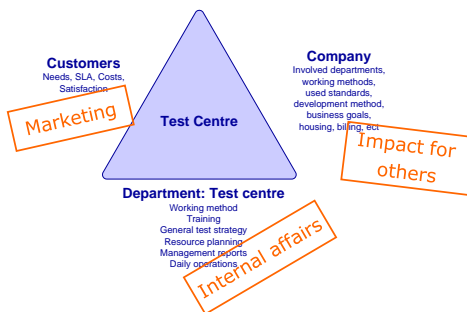 Customers
Needs, SLA, Costs,
Satisfaction
Marketing
Company
Involved departments,
working methods,
used standards,
development method,
business goals,
housing, billing, ect
Impact for
others
Test Centre
Department: Test centre
Working method
Training
General test strategy
Resource planning
Management reports
Daily operations
Internal affairs